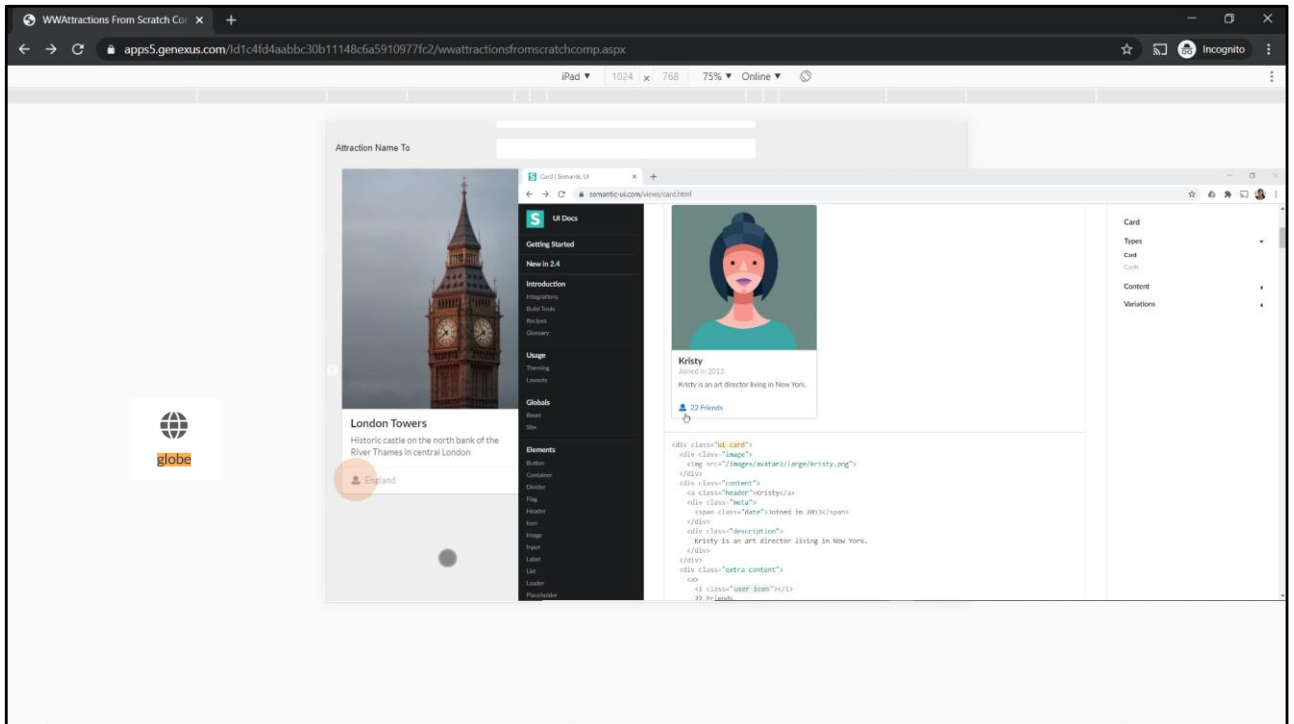 WWAttractions From Scratch Con
apps5.genexus.com/Id1c4fd4aabbc30b11148c6a5910977fc2/wwattractionsfromscratchcomp.aspx
Incognito
iPad ▼ 1024 x 768 75% ▼ Online ▼
Attraction Name To
London Towers
Historic castle on the north bank of the
River Thames in central London
England
globe
Card | Semantic UI
semantic-ui.com/views/card.html
UI Docs
Getting Started
New in 2.4
Introduction
Integrations
Build Tools
Recipes
Glossary
Usage
Theming
Layouts
Globals
Reset
Site
Elements
Button
Container
Divider
Flag
Header
Icon
Image
Input
Label
List
Loader
Placeholder
Kristy
Joined in 2013
Kristy is an art director living in New York.
22 Friends
<div class="ui card">
<div class="image">
<img src="/images/avatar2/large/kristy.png">
</div>
<div class="content">
<a class="header">Kristy</a>
<div class="meta">
<span class="date">Joined in 2013</span>
</div>
<div class="description">
Kristy is an art director living in New York.
</div>
</div>
<div class="extra content">
<a>
<i class="user icon"></i>
22 Friends
Card
Types
Card
Cards
Content
Variations